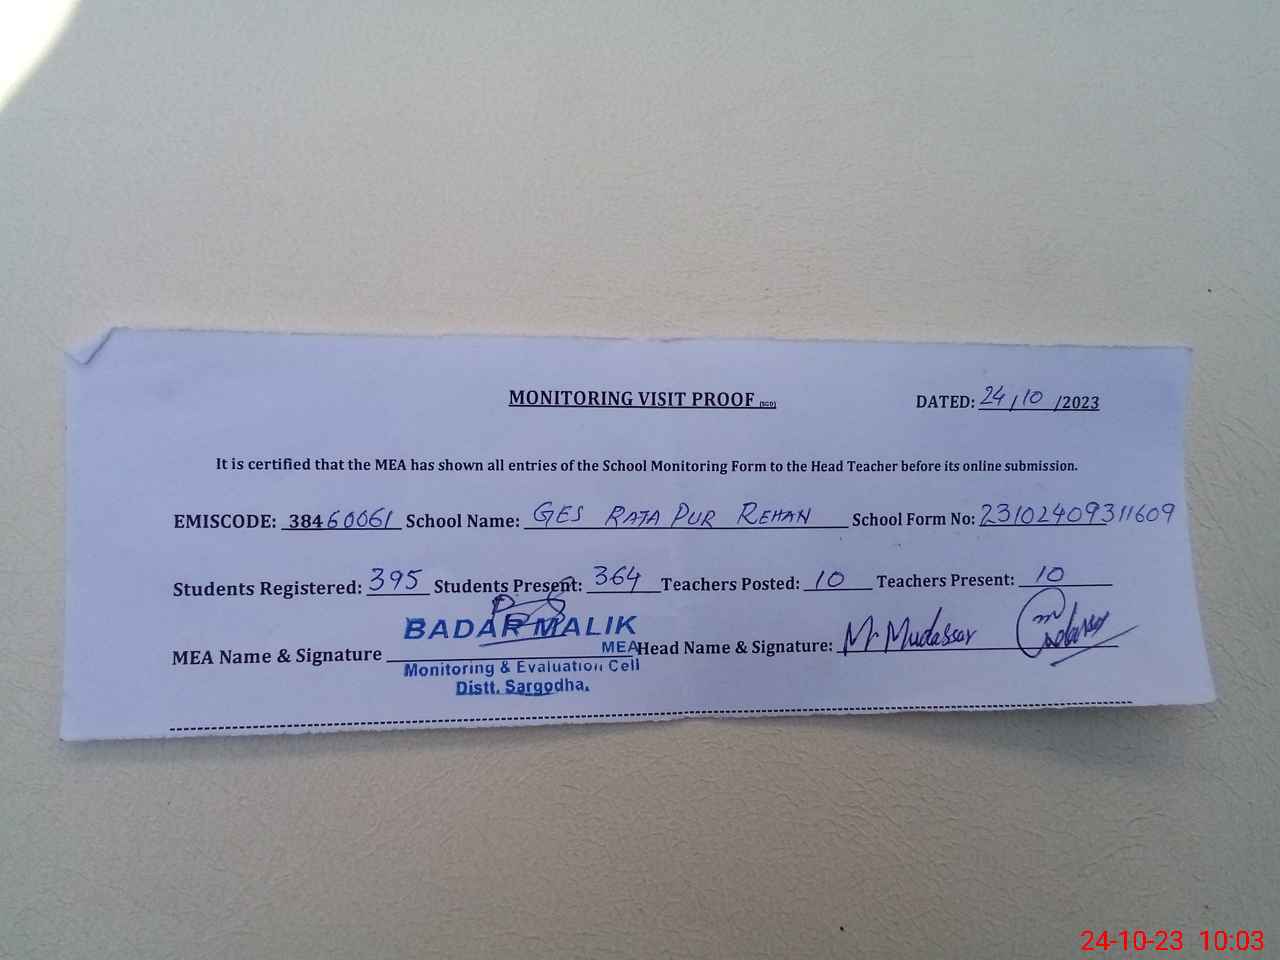 MONITORING VISIT PROOF (SGD) DATED: 24/10/2023
It is certified that the MEA has shown all entries of the School Monitoring Form to the Head Teacher before its online submission.
EMISCODE: 38460061 School Name: GES RAJA PUR REHAN School Form No: 23102409311609
Students Registered: 395 Students Present: 364 Teachers Posted: 10 Teachers Present: 10
BADAR MALIK
MEA Name & Signature MEA Head Name & Signature: Mr Mudassar
Monitoring & Evaluation Cell
Distt. Sargodha.
24-10-23 10:03